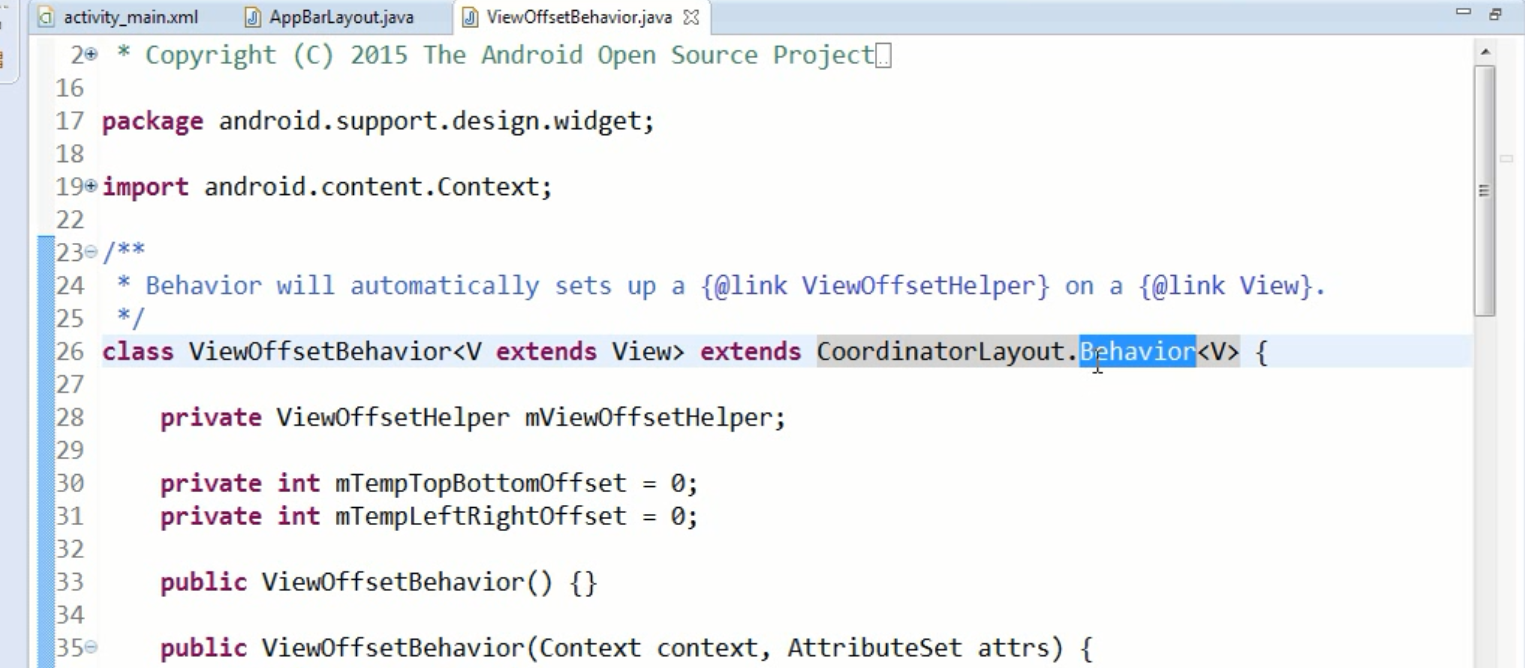 activity_main.xml AppBarLayout.java ViewOffsetBehavior.java
2 * Copyright (C) 2015 The Android Open Source Project
16
17 package android.support.design.widget;
18
19 import android.content.Context;
22
23 /**
24 * Behavior will automatically sets up a {@link ViewOffsetHelper} on a {@link View}.
25 */
26 class ViewOffsetBehavior<V extends View> extends CoordinatorLayout.Behavior<V> {
27
28 private ViewOffsetHelper mViewOffsetHelper;
29
30 private int mTempTopBottomOffset = 0;
31 private int mTempLeftRightOffset = 0;
32
33 public ViewOffsetBehavior() {}
34
35 public ViewOffsetBehavior(Context context, AttributeSet attrs) {